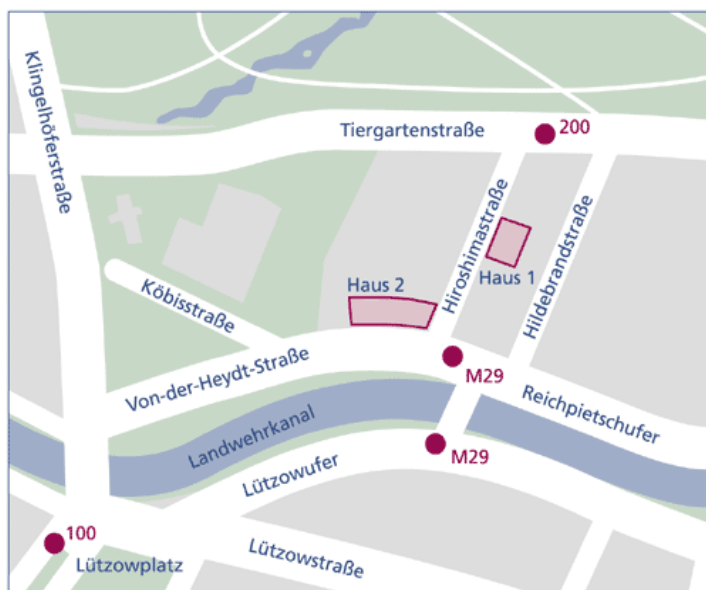 Klingelhöferstraße
Tiergartenstraße
200
Hiroshimastraße
Haus 1
Hildebrandstraße
Haus 2
Köbisstraße
Von-der-Heydt-Straße
M29
Reichpietschufer
Landwehrkanal
Lützowufer
M29
100
Lützowplatz
Lützowstraße